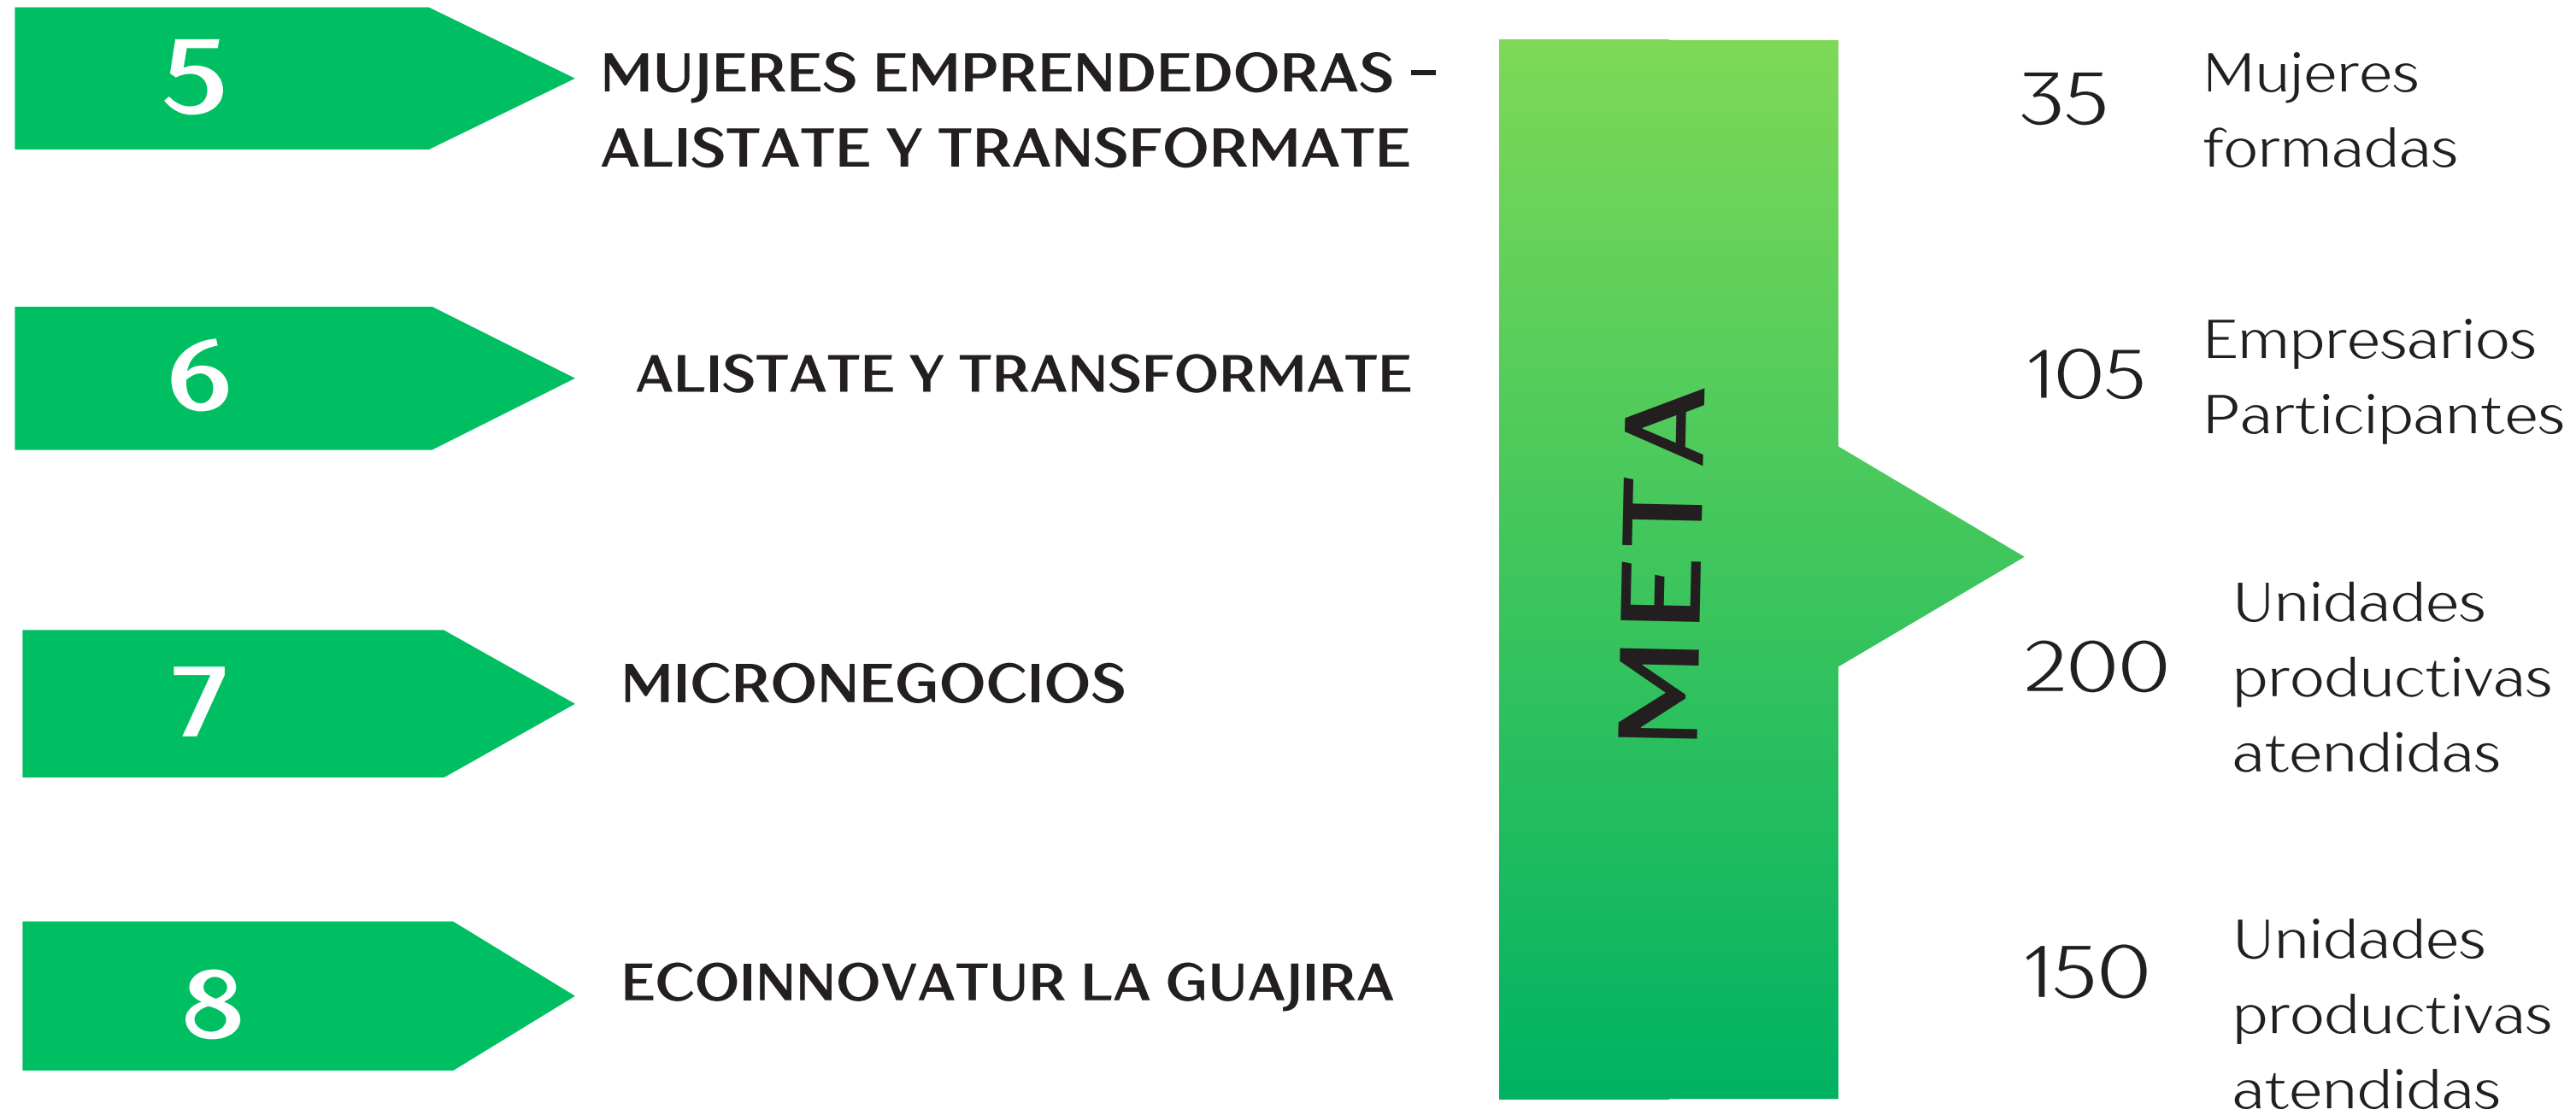 5
MUJERES EMPRENDEDORAS –
ALISTATE Y TRANSFORMATE
6
ALISTATE Y TRANSFORMATE
7
MICRONEGOCIOS
8
ECOINNOVATUR LA GUAJIRA
META
35
Mujeres
formadas
105
Empresarios
Participantes
200
Unidades
productivas
atendidas
150
Unidades
productivas
atendidas